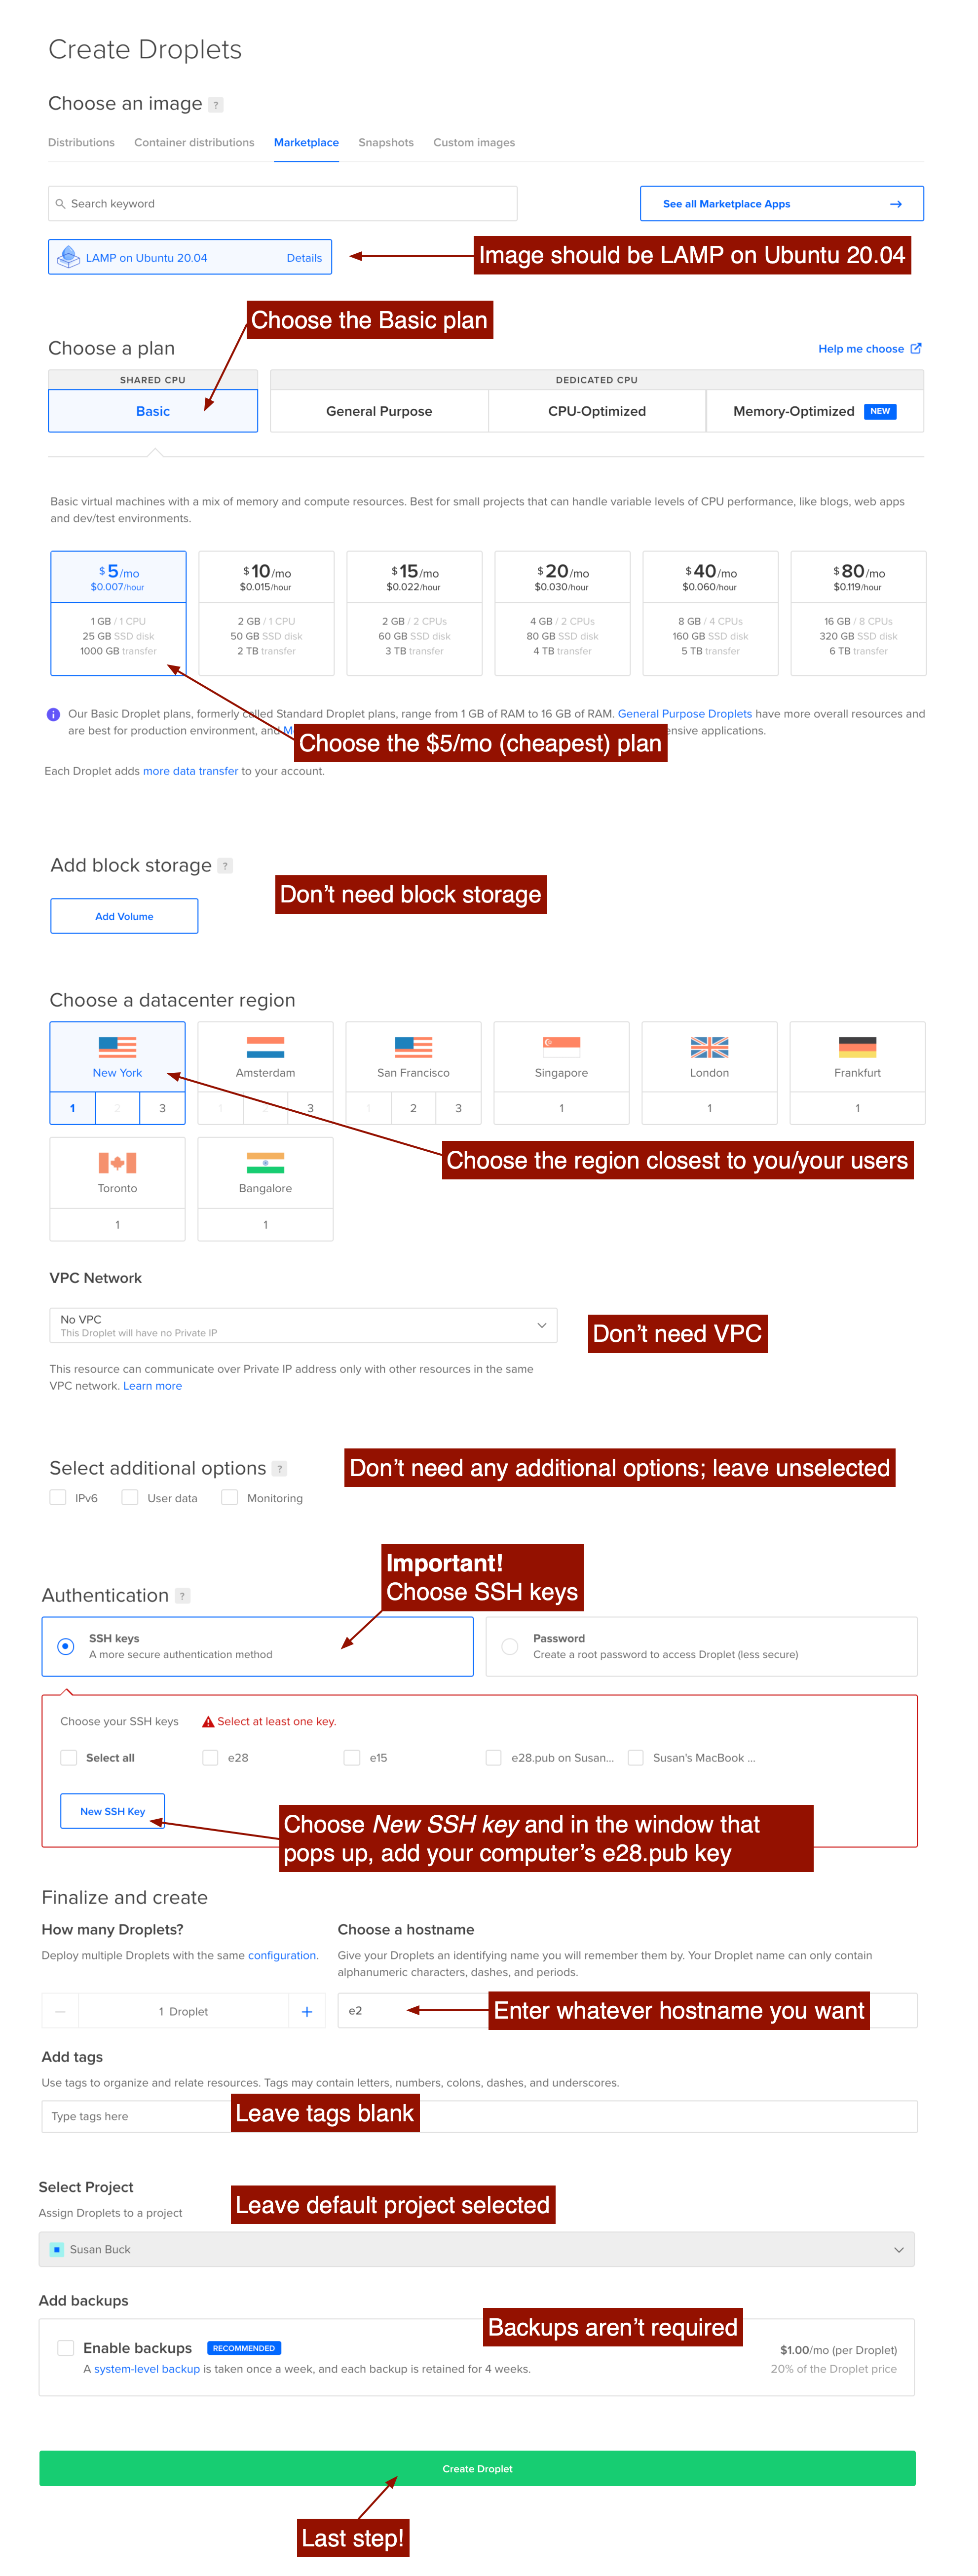 Create Droplets
Choose an image ?
Distributions Container distributions Marketplace Snapshots Custom images
Search keyword
See all Marketplace Apps
LAMP on Ubuntu 20.04 Details
Image should be LAMP on Ubuntu 20.04
Choose the Basic plan
Choose a plan
Help me choose
SHARED CPU
DEDICATED CPU
Basic
General Purpose
CPU-Optimized
Memory-Optimized NEW
Basic virtual machines with a mix of memory and compute resources. Best for small projects that can handle variable levels of CPU performance, like blogs, web apps
and dev/test environments.
$ 5/mo
$0.007/hour
1 GB / 1 CPU
25 GB SSD disk
1000 GB transfer
$ 10/mo
$0.015/hour
2 GB / 1 CPU
50 GB SSD disk
2 TB transfer
$ 15/mo
$0.022/hour
2 GB / 2 CPUs
60 GB SSD disk
3 TB transfer
$ 20/mo
$0.030/hour
4 GB / 2 CPUs
80 GB SSD disk
4 TB transfer
$ 40/mo
$0.060/hour
8 GB / 4 CPUs
160 GB SSD disk
5 TB transfer
$ 80/mo
$0.119/hour
16 GB / 8 CPUs
320 GB SSD disk
6 TB transfer
Our Basic Droplet plans, formerly called Standard Droplet plans, range from 1 GB of RAM to 16 GB of RAM. General Purpose Droplets have more overall resources and
are best for production environment, and ensive applications.
Choose the $5/mo (cheapest) plan
Each Droplet adds more data transfer to your account.
Add block storage ?
Don't need block storage
Add Volume
Choose a datacenter region
New York
1 2 3
Amsterdam
1 2 3
San Francisco
1 2 3
Singapore
1
London
1
Frankfurt
1
Choose the region closest to you/your users
Toronto
1
Bangalore
1
VPC Network
No VPC
This Droplet will have no Private IP
Don't need VPC
This resource can communicate over Private IP address only with other resources in the same
VPC network. Learn more
Select additional options ?
Don't need any additional options; leave unselected
IPv6 User data Monitoring
Important!
Choose SSH keys
Authentication ?
SSH keys
A more secure authentication method
Password
Create a root password to access Droplet (less secure)
Choose your SSH keys Select at least one key.
Select all e28 e15 e28.pub on Susan... Susan's MacBook ...
New SSH Key
Choose New SSH key and in the window that
pops up, add your computer's e28.pub key
Finalize and create
How many Droplets?
Deploy multiple Droplets with the same configuration.
1 Droplet
Choose a hostname
Give your Droplets an identifying name you will remember them by. Your Droplet name can only contain
alphanumeric characters, dashes, and periods.
e2
Enter whatever hostname you want
Add tags
Use tags to organize and relate resources. Tags may contain letters, numbers, colons, dashes, and underscores.
Type tags here
Leave tags blank
Select Project
Assign Droplets to a project
Leave default project selected
Susan Buck
Add backups
Backups aren't required
Enable backups RECOMMENDED
A system-level backup is taken once a week, and each backup is retained for 4 weeks.
$1.00/mo (per Droplet)
20% of the Droplet price
Create Droplet
Last step!